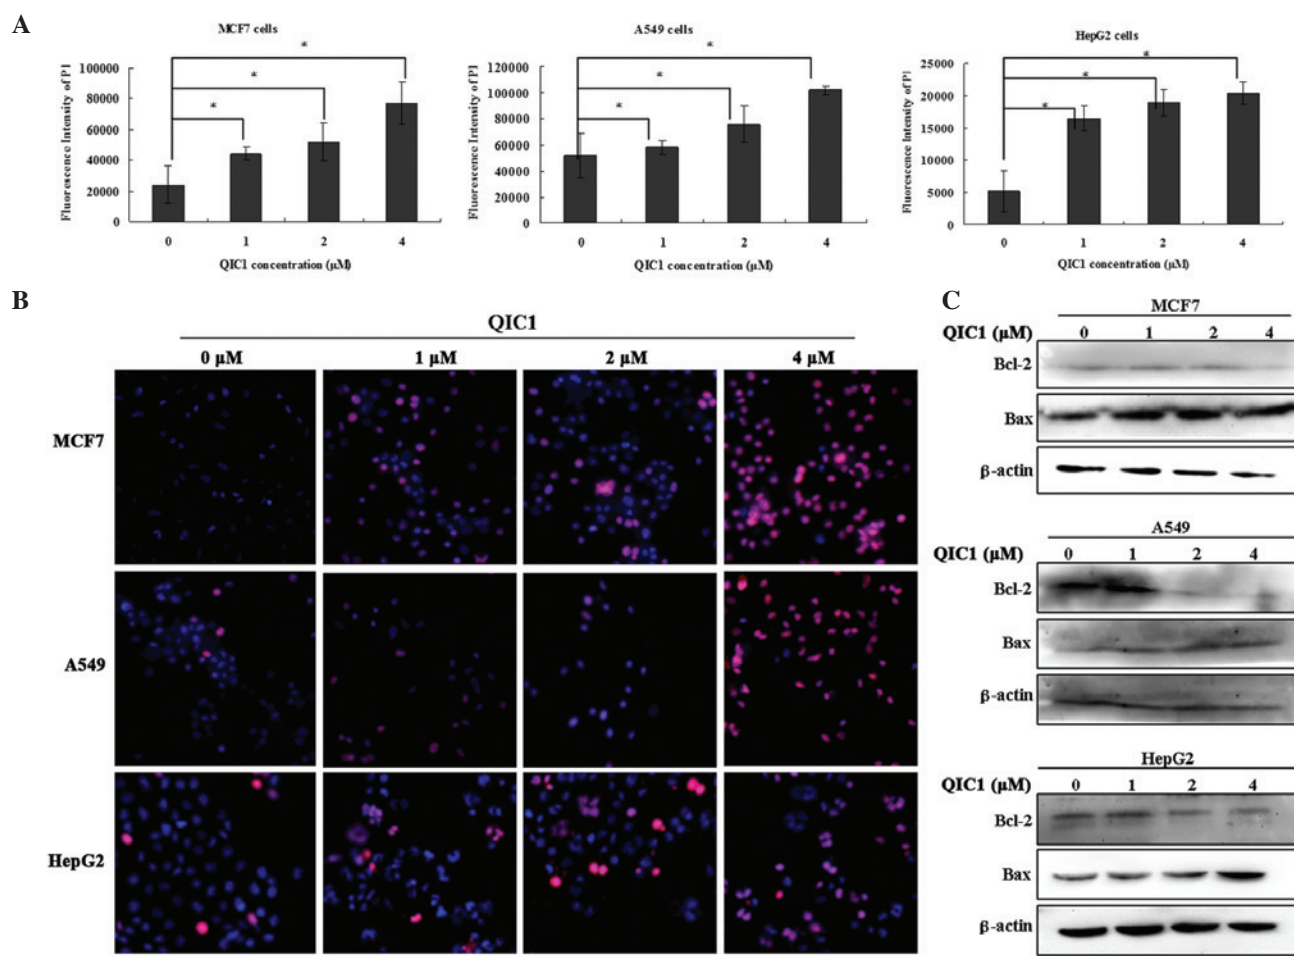 A
MCF7 cells
Fluorescence Intensity of PI
100000
80000
60000
40000
20000
0
*
*
*
0 1 2 4
QIC1 concentration (μM)
A549 cells
Fluorescence Intensity of PI
120000
100000
80000
60000
40000
20000
0
*
*
*
0 1 2 4
QIC1 concentration (μM)
HepG2 cells
Fluorescence Intensity of PI
25000
20000
15000
10000
5000
0
*
*
*
0 1 2 4
QIC1 concentration (μM)
B
QIC1
0 μM 1 μM 2 μM 4 μM
MCF7
A549
HepG2
C
MCF7
QIC1 (μM) 0 1 2 4
Bcl-2
Bax
β-actin
A549
QIC1 (μM) 0 1 2 4
Bcl-2
Bax
β-actin
HepG2
QIC1 (μM) 0 1 2 4
Bcl-2
Bax
β-actin